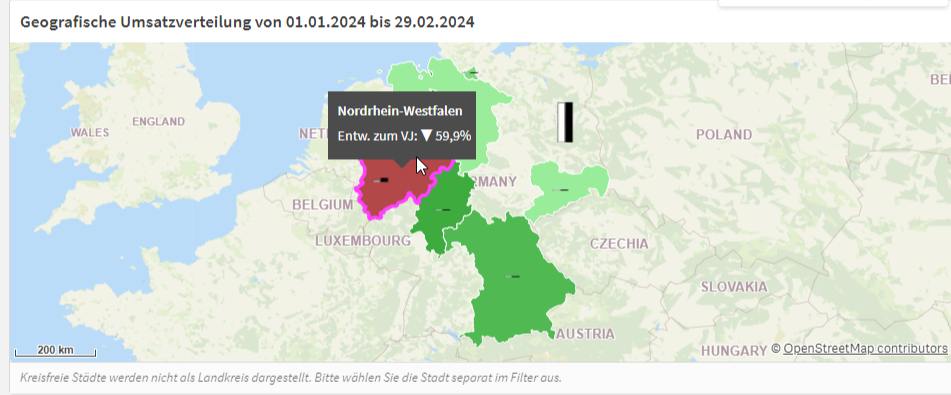 Geografische Umsatzverteilung von 01.01.2024 bis 29.02.2024
Nordrhein-Westfalen
Entw. zum VJ: ▼ 59,9%
WALES
ENGLAND
POLAND
BELGIUM
LUXEMBOURG
CZECHIA
SLOVAKIA
AUSTRIA
HUNGARY
200 km
© OpenStreetMap contributors
Kreisfreie Städte werden nicht als Landkreis dargestellt. Bitte wählen Sie die Stadt separat im Filter aus.